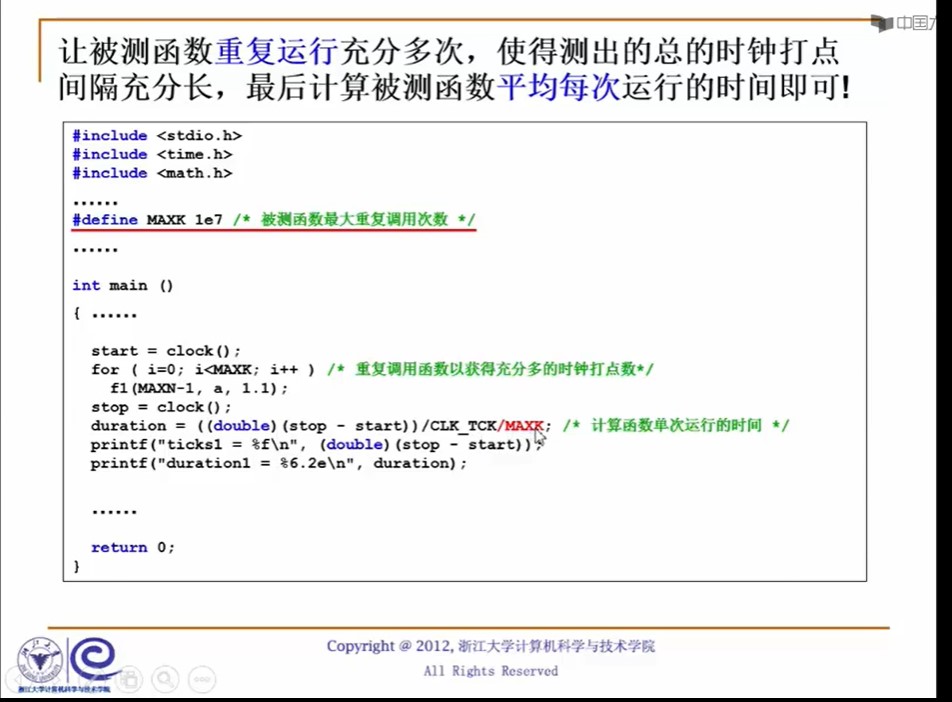 中国大
让被测函数重复运行充分多次，使得测出的总的时钟打点
间隔充分长，最后计算被测函数平均每次运行的时间即可!
#include <stdio.h>
#include <time.h>
#include <math.h>
......
#define MAXK 1e7 /* 被测函数最大重复调用次数 */
......
int main ()
{ ......
start = clock();
for ( i=0; i<MAXK; i++ ) /* 重复调用函数以获得充分多的时钟打点数*/
f1(MAXN-1, a, 1.1);
stop = clock();
duration = ((double)(stop - start))/CLK_TCK/MAXK; /* 计算函数单次运行的时间 */
printf("ticks1 = %f\n", (double)(stop - start));
printf("duration1 = %6.2e\n", duration);
......
return 0;
}
Copyright @ 2012, 浙江大学计算机科学与技术学院
All Rights Reserved
浙江大学计算机科学与技术学院